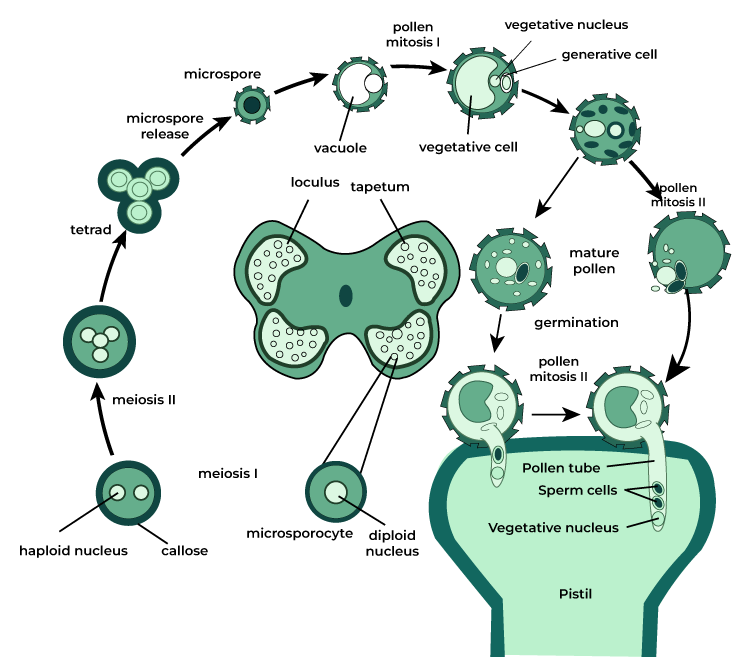 pollen
mitosis I
vegetative nucleus
generative cell
microspore
microspore
release
vacuole
vegetative cell
loculus
tapetum
pollen
mitosis II
tetrad
mature
pollen
germination
pollen
mitosis II
meiosis II
meiosis I
Pollen tube
Sperm cells
Vegetative nucleus
haploid nucleus
callose
microsporocyte
diploid
nucleus
Pistil